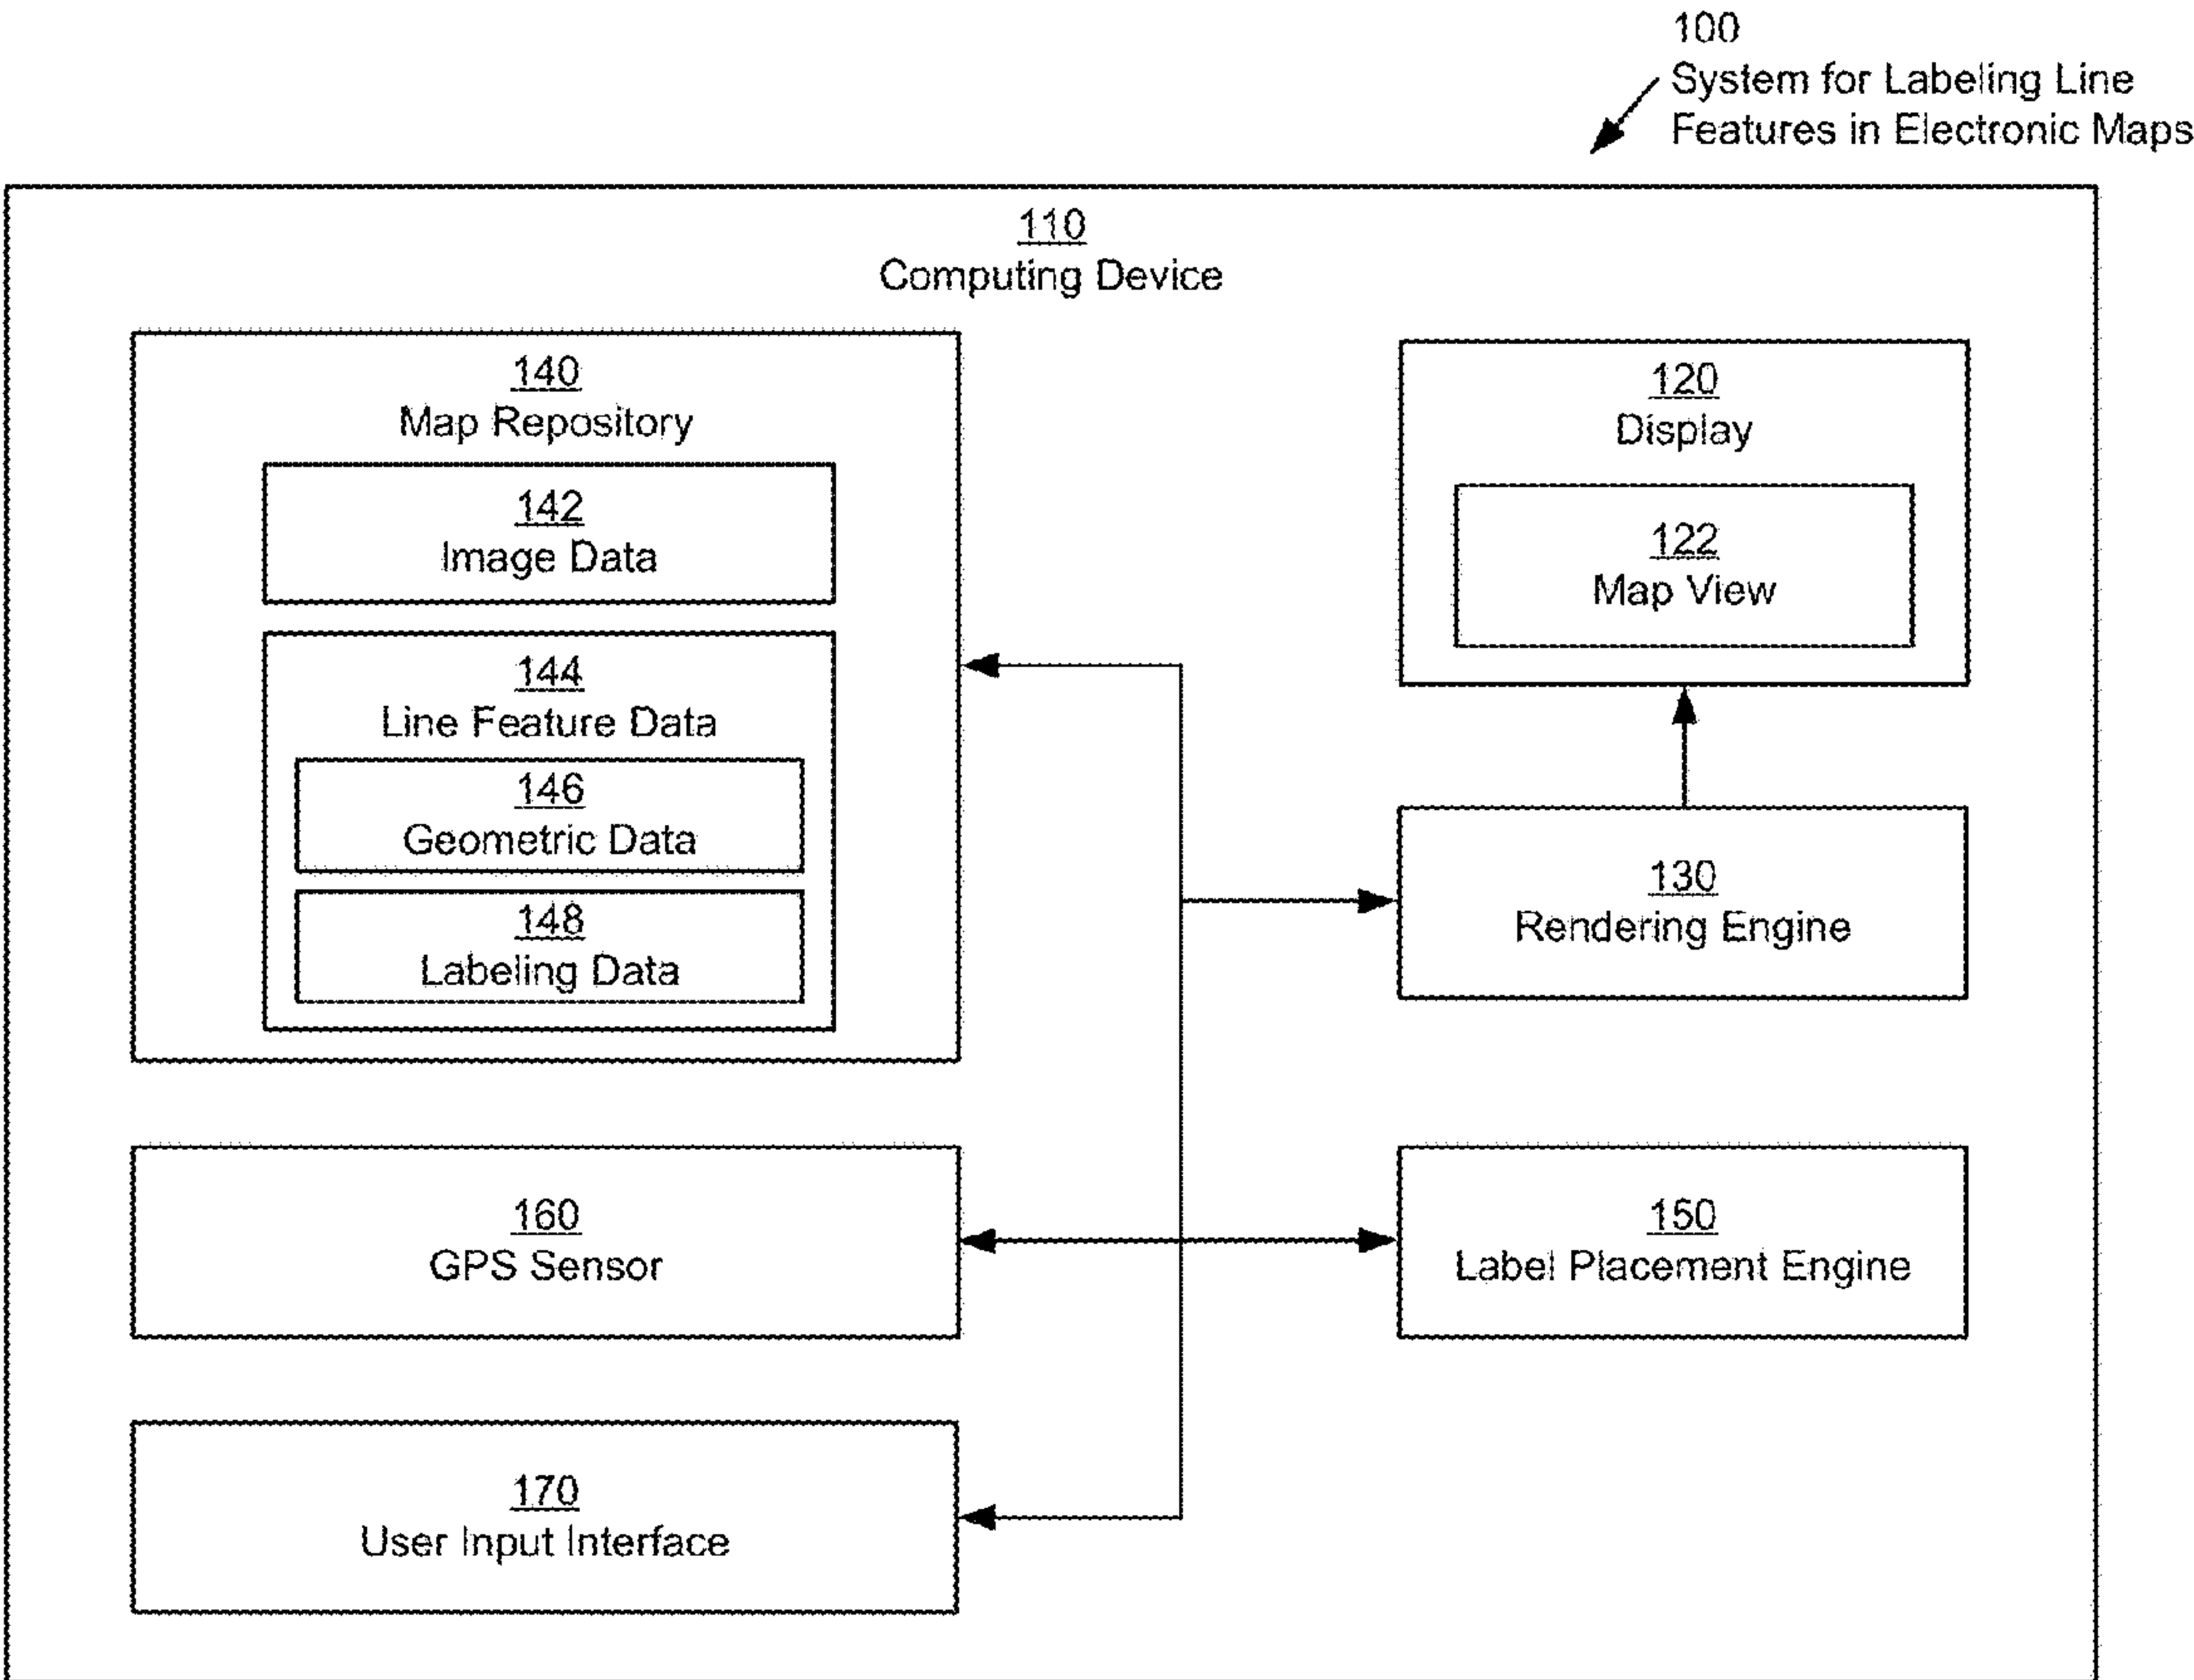 100
System for Labeling Line
Features in Electronic Maps
110
Computing Device
140
Map Repository
142
Image Data
144
Line Feature Data
146
Geometric Data
148
Labeling Data
120
Display
122
Map View
130
Rendering Engine
160
GPS Sensor
150
Label Placement Engine
170
User Input Interface